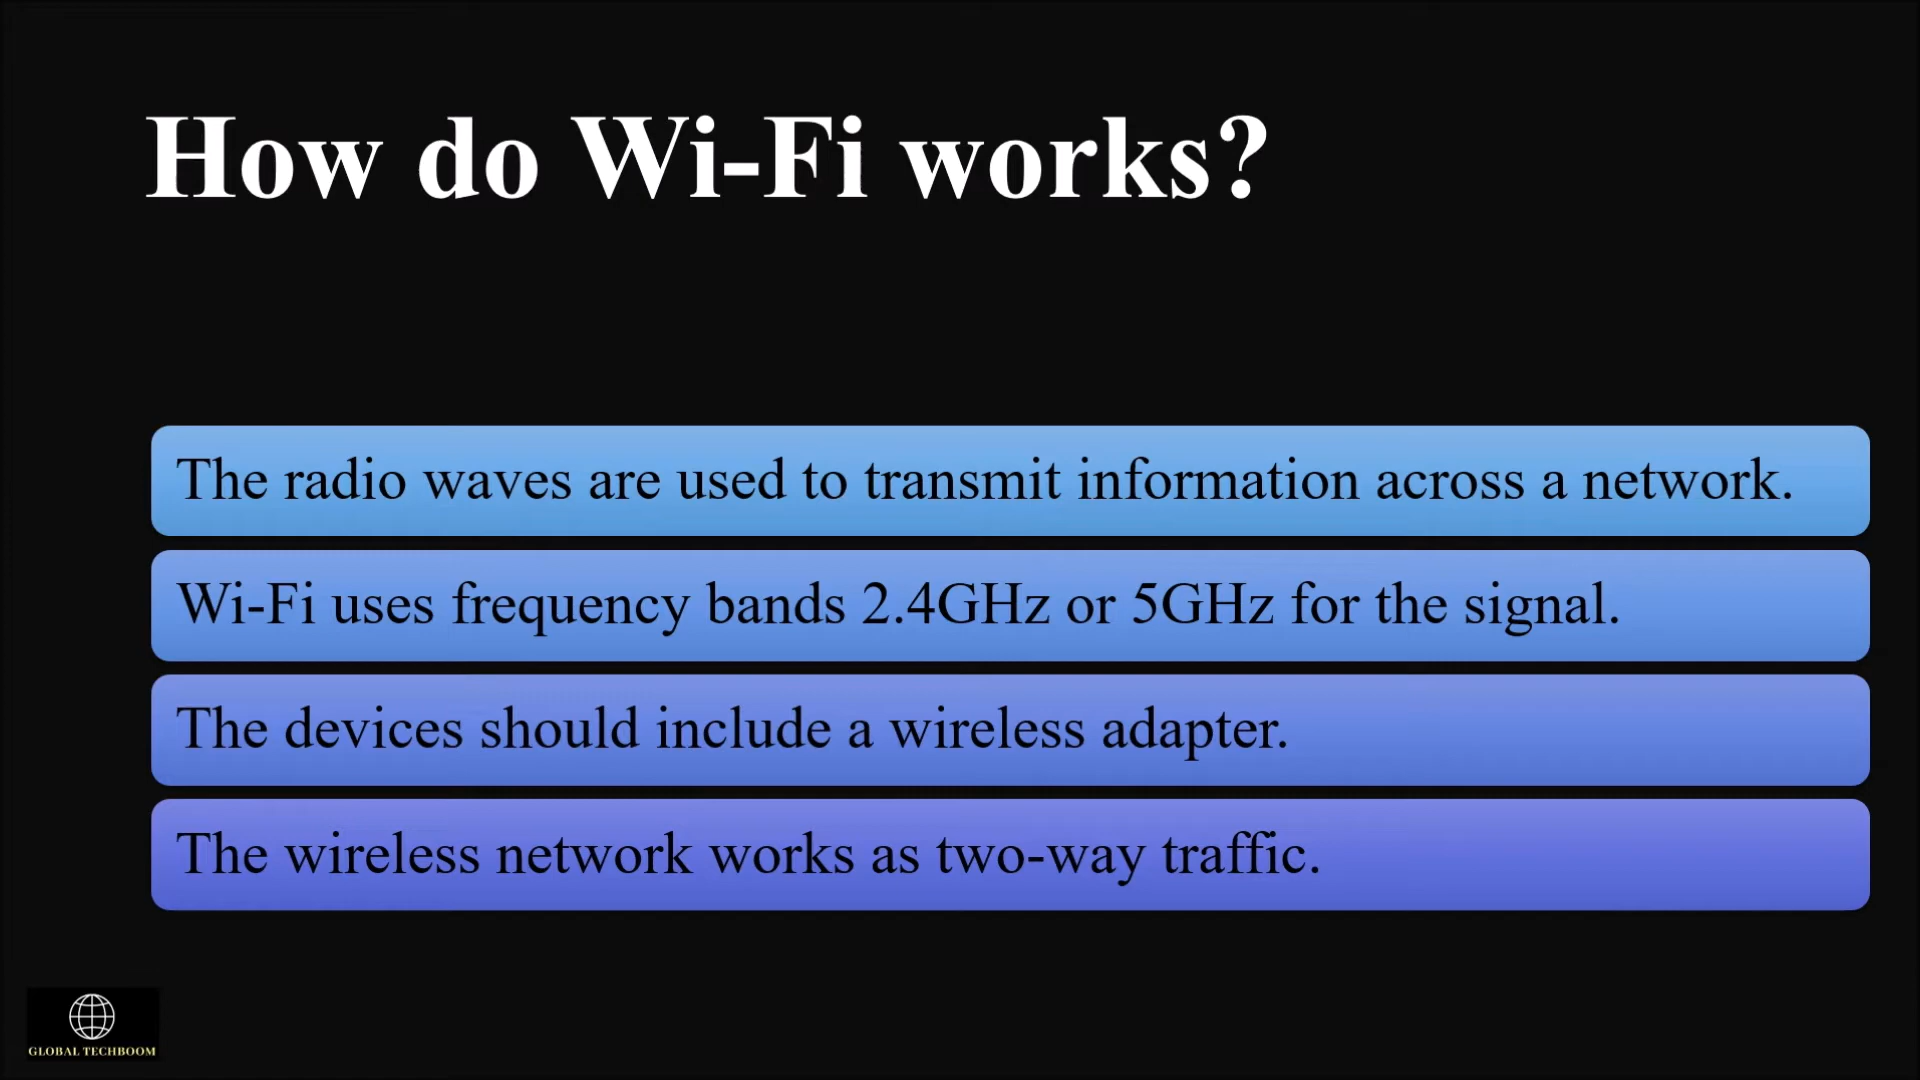 How do Wi-Fi works?
The radio waves are used to transmit information across a network.
Wi-Fi uses frequency bands 2.4GHz or 5GHz for the signal.
The devices should include a wireless adapter.
The wireless network works as two-way traffic.
GLOBAL TECHBOOM